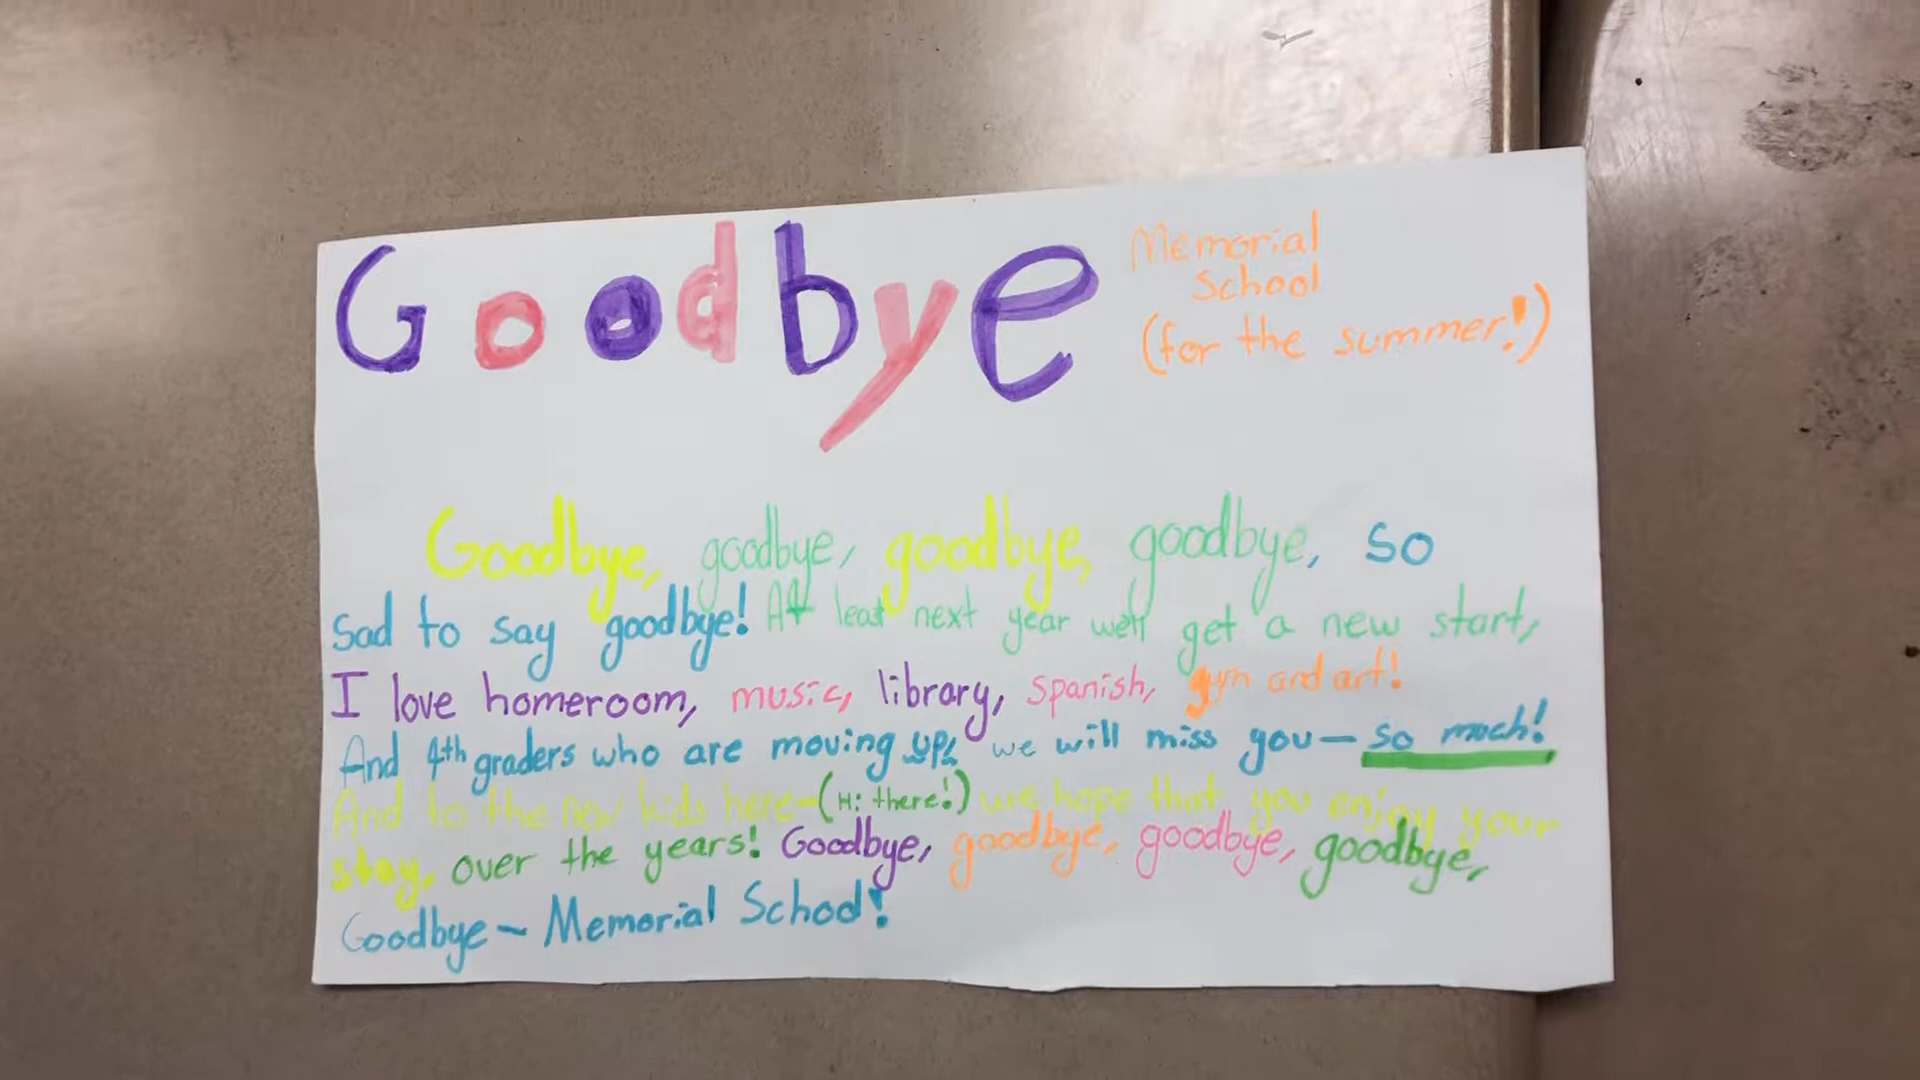 Goodbye
Memorial
School
(for the summer!)
Goodbye, goodbye, goodbye, goodbye, so
sad to say goodbye! At least next year we'll get a new start,
I love homeroom, music, library, spanish, gym and art!
And 4th graders who are moving up, we will miss you— so much!
And to the new kids here-(Hi there!) we hope that you enjoy your
stay, over the years! Goodbye, goodbye, goodbye, goodbye,
Goodbye ~ Memorial School!